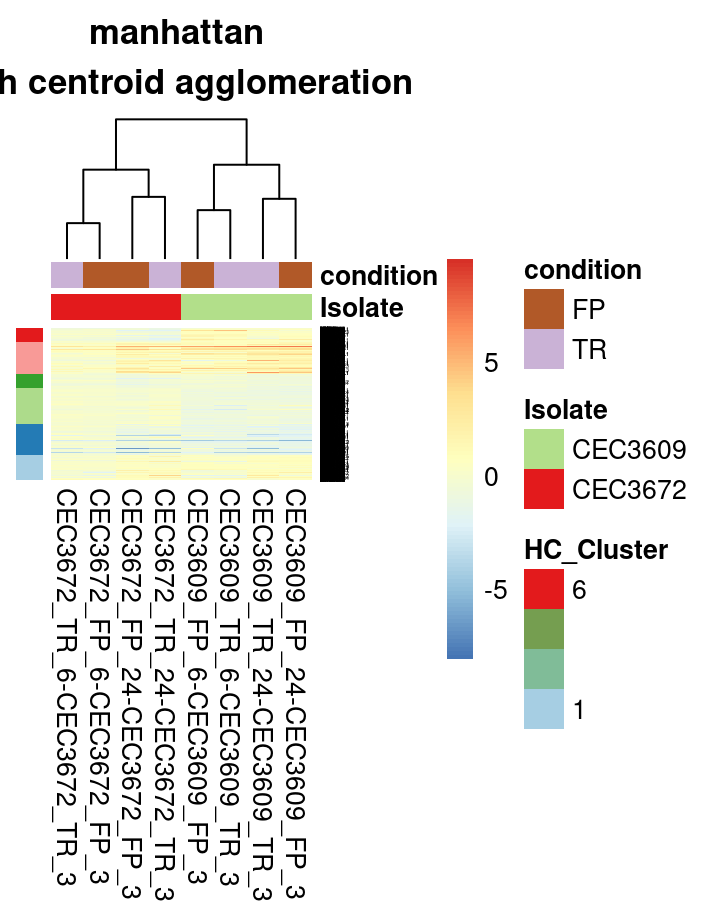 manhattan
h centroid agglomeration
condition
Isolate
5
0
-5
condition
FP
TR
Isolate
CEC3609
CEC3672
HC_Cluster
6
1
CEC3672_TR_6-CEC3672_TR_3
CEC3672_FP_6-CEC3672_FP_3
CEC3672_FP_24-CEC3672_FP_3
CEC3672_TR_24-CEC3672_TR_3
CEC3609_FP_6-CEC3609_FP_3
CEC3609_TR_6-CEC3609_TR_3
CEC3609_TR_24-CEC3609_TR_3
CEC3609_FP_24-CEC3609_FP_3